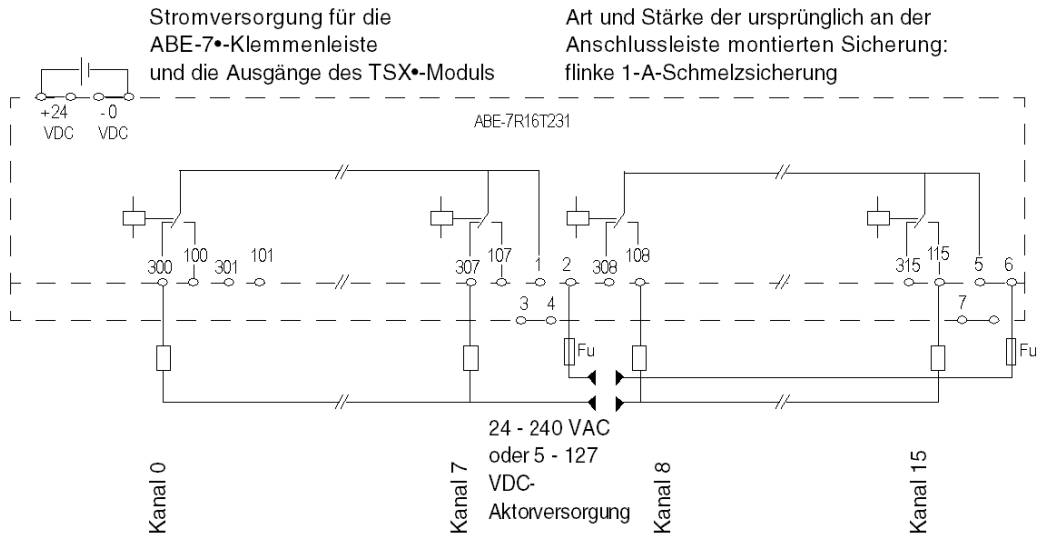 Stromversorgung für die
ABE-7•-Klemmenleiste
und die Ausgänge des TSX•-Moduls
Art und Stärke der ursprünglich an der
Anschlussleiste montierten Sicherung:
flinke 1-A-Schmelzsicherung
+24
VDC
- 0
VDC
ABE-7R16T231
300
100
301
101
307
107
1
2
308
108
315
115
5
6
3
4
7
Fu
Fu
24 - 240 VAC
oder 5 - 127
VDC-
Aktorversorgung
Kanal 0
Kanal 7
Kanal 8
Kanal 15